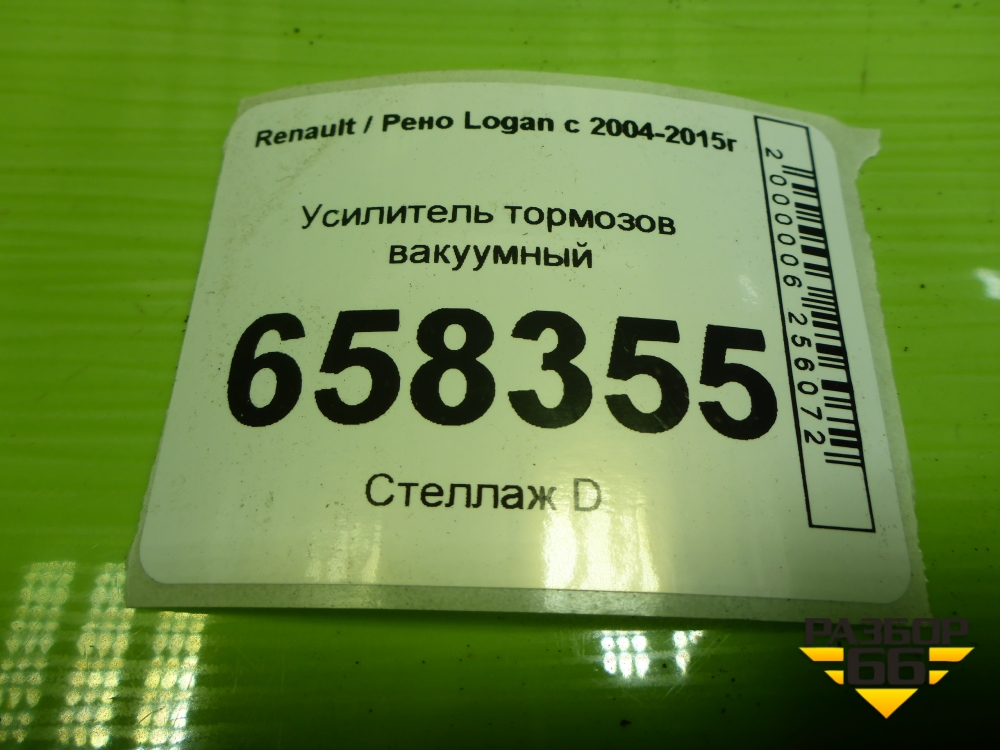 Renault / Рено Logan с 2004-2015г
Усилитель тормозов
вакуумный
658355
Стеллаж D
2000006256072
РАЗБОР
66